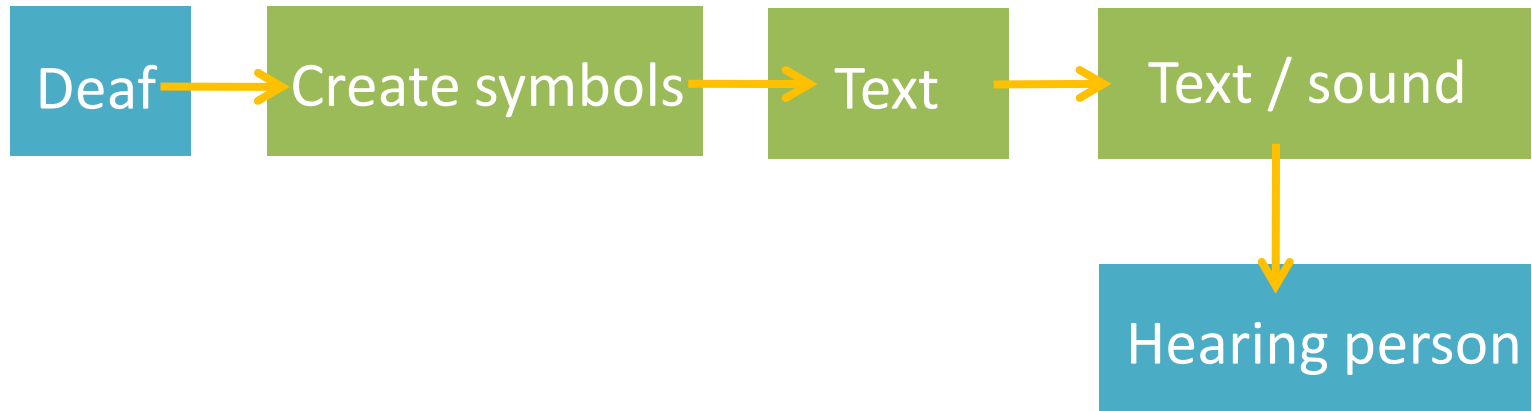 Deaf
Create symbols
Text
Text / sound
Hearing person